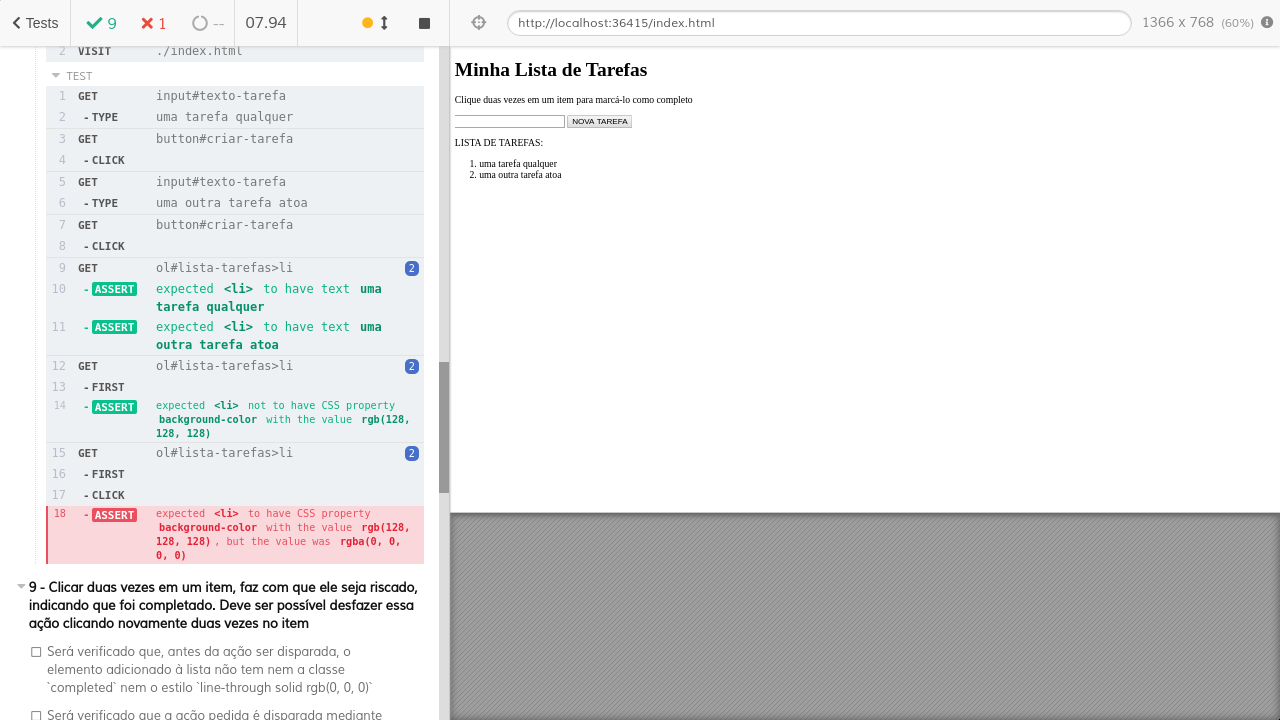 Tests 9 1 -- 07.94 http://localhost:36415/index.html 1366 x 768 (60%)
2 VISIT ./index.html
TEST
1 GET input#texto-tarefa
2 -TYPE uma tarefa qualquer
3 GET button#criar-tarefa
4 -CLICK
5 GET input#texto-tarefa
6 -TYPE uma outra tarefa atoa
7 GET button#criar-tarefa
8 -CLICK
9 GET ol#lista-tarefas>li 2
10 -ASSERT expected <li> to have text uma
tarefa qualquer
11 -ASSERT expected <li> to have text uma
outra tarefa atoa
12 GET ol#lista-tarefas>li 2
13 -FIRST
14 -ASSERT expected <li> not to have CSS property
background-color with the value rgb(128,
128, 128)
15 GET ol#lista-tarefas>li 2
16 -FIRST
17 -CLICK
18 -ASSERT expected <li> to have CSS property
background-color with the value rgb(128,
128, 128), but the value was rgba(0, 0,
0, 0)
9 - Clicar duas vezes em um item, faz com que ele seja riscado,
indicando que foi completado. Deve ser possível desfazer essa
ação clicando novamente duas vezes no item
Será verificado que, antes da ação ser disparada, o
elemento adicionado à lista não tem nem a classe
`completed` nem o estilo `line-through solid rgb(0, 0, 0)`
Será verificado que a ação pedida é disparada mediante
Minha Lista de Tarefas
Clique duas vezes em um item para marcá-lo como completo
NOVA TAREFA
LISTA DE TAREFAS:
1. uma tarefa qualquer
2. uma outra tarefa atoa